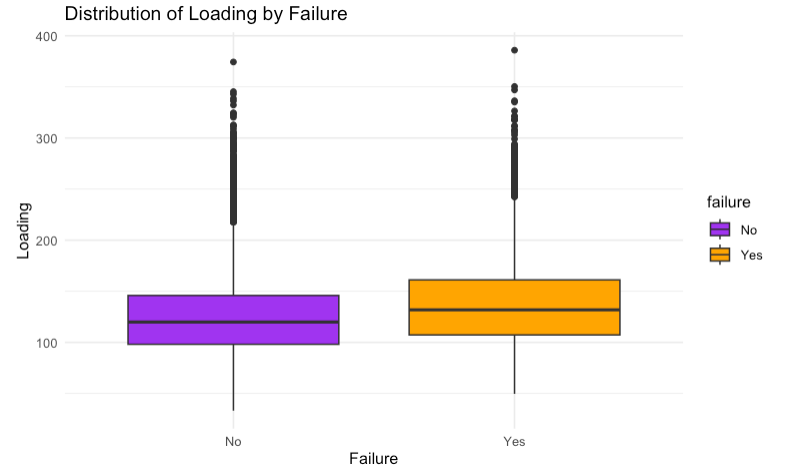 Distribution of Loading by Failure
400
300
200
100
Loading
No
Yes
Failure
failure
No
Yes